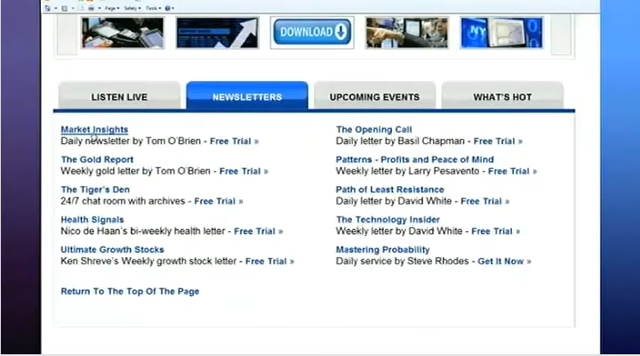 Page
Safety
Tools
DOWNLOAD
NY
LISTEN LIVE
NEWSLETTERS
UPCOMING EVENTS
WHAT'S HOT
Market Insights
Daily newsletter by Tom O'Brien - Free Trial »
The Gold Report
Weekly gold letter by Tom O'Brien - Free Trial »
The Tiger's Den
24/7 chat room with archives - Free Trial »
Health Signals
Nico de Haan's bi-weekly health letter - Free Trial »
Ultimate Growth Stocks
Ken Shreve's Weekly growth stock letter - Free Trial »
Return To The Top Of The Page
The Opening Call
Daily letter by Basil Chapman - Free Trial »
Patterns - Profits and Peace of Mind
Weekly letter by Larry Pesavento - Free Trial »
Path of Least Resistance
Daily letter by David White - Free Trial »
The Technology Insider
Weekly letter by David White - Free Trial »
Mastering Probability
Daily service by Steve Rhodes - Get It Now »